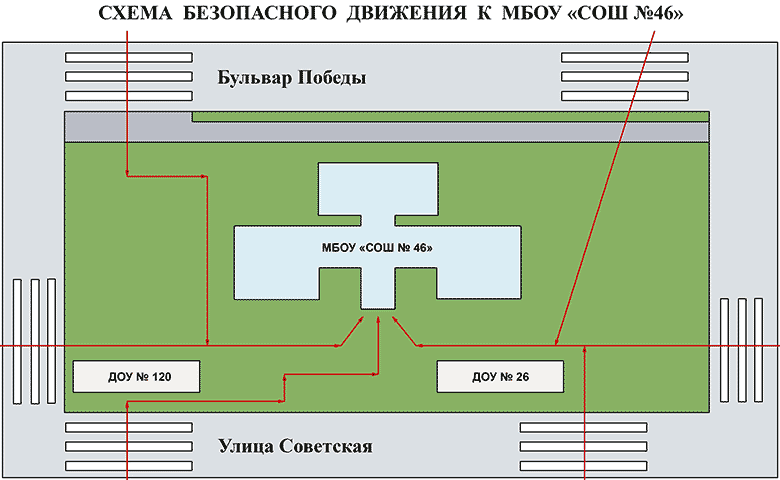 СХЕМА БЕЗОПАСНОГО ДВИЖЕНИЯ К МБОУ «СОШ №46»
Бульвар Победы
МБОУ «СОШ № 46»
ДОУ № 120
ДОУ № 26
Улица Советская